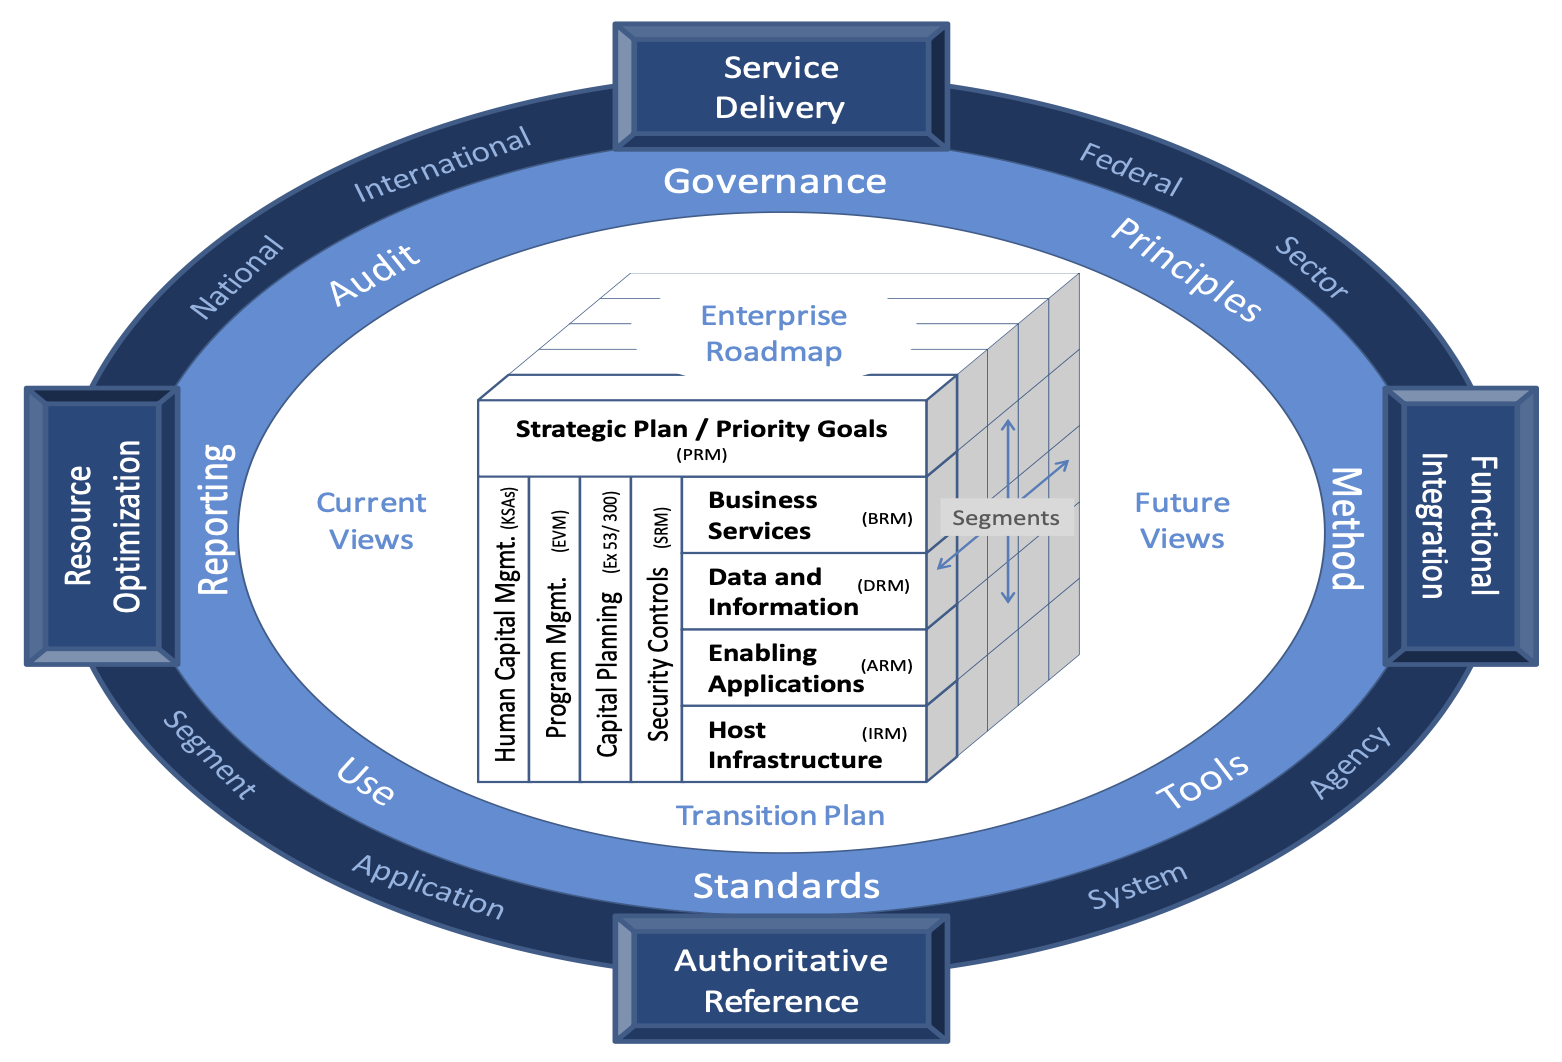 Service
Delivery
International
Federal
Governance
National
Audit
Principles
Sector
Enterprise
Roadmap
Strategic Plan / Priority Goals
(PRM)
Resource
Optimization
Reporting
Current
Views
Human Capital Mgmt. (KSAs)
Program Mgmt. (EVM)
Capital Planning (Ex 53/ 300)
Security Controls (SRM)
Business
Services (BRM)
Data and
Information (DRM)
Enabling
Applications (ARM)
Host
Infrastructure (IRM)
Segments
Future
Views
Method
Functional
Integration
Segment
Use
Transition Plan
Tools
Agency
Application
Standards
System
Authoritative
Reference